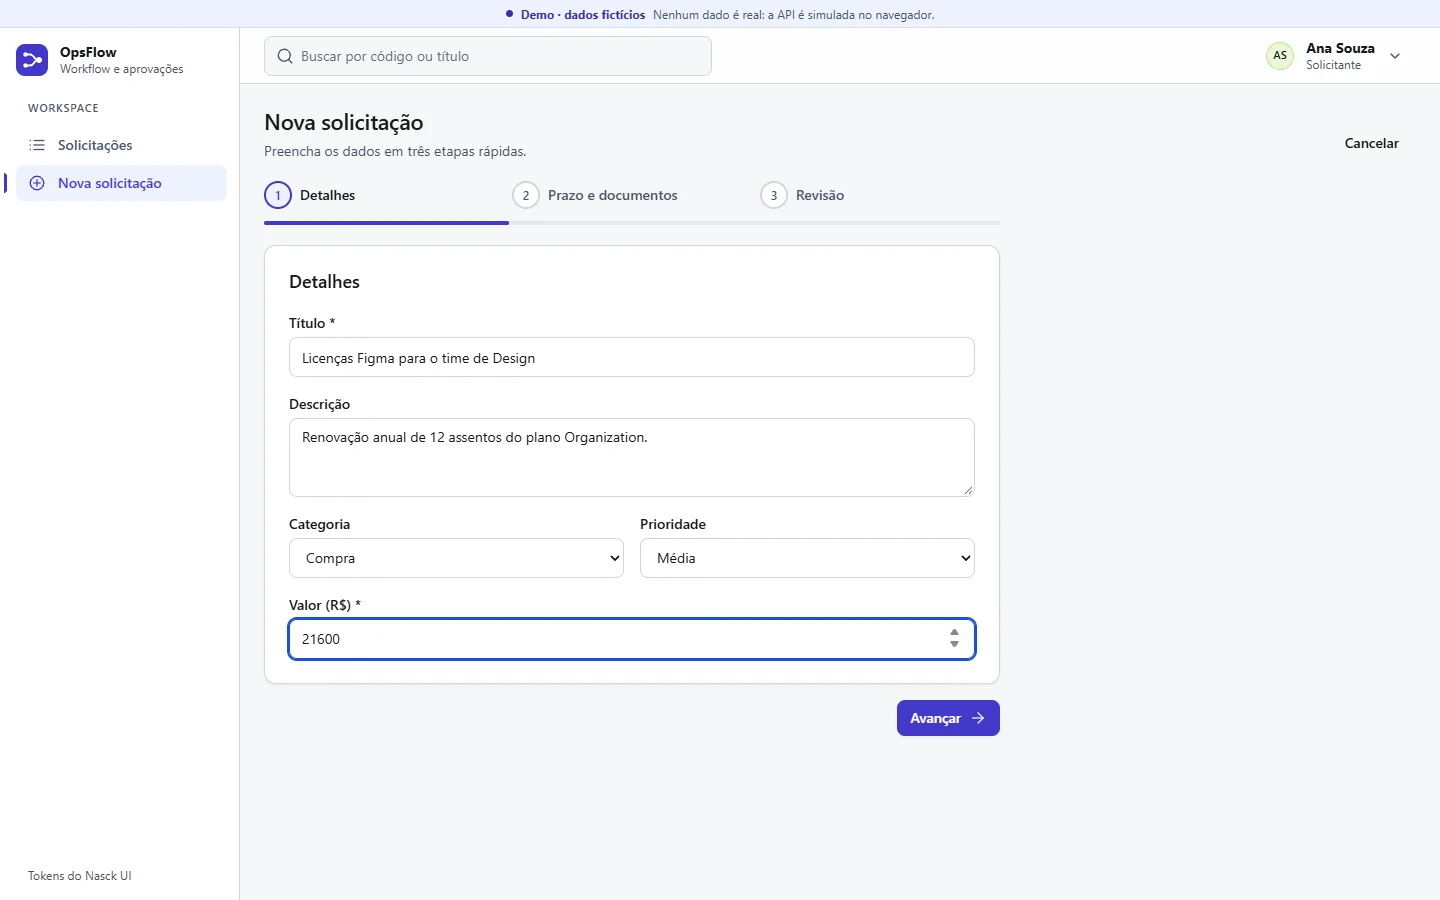 Demo · dados fictícios Nenhum dado é real: a API é simulada no navegador.
OpsFlow
Workflow e aprovações
Buscar por código ou título
AS
Ana Souza
Solicitante
WORKSPACE
Solicitações
Nova solicitação
Nova solicitação
Preencha os dados em três etapas rápidas.
Cancelar
1 Detalhes
2 Prazo e documentos
3 Revisão
Detalhes
Título *
Licenças Figma para o time de Design
Descrição
Renovação anual de 12 assentos do plano Organization.
Categoria
Prioridade
Compra
Média
Valor (R$) *
21600
Avançar
Tokens do Nasck UI